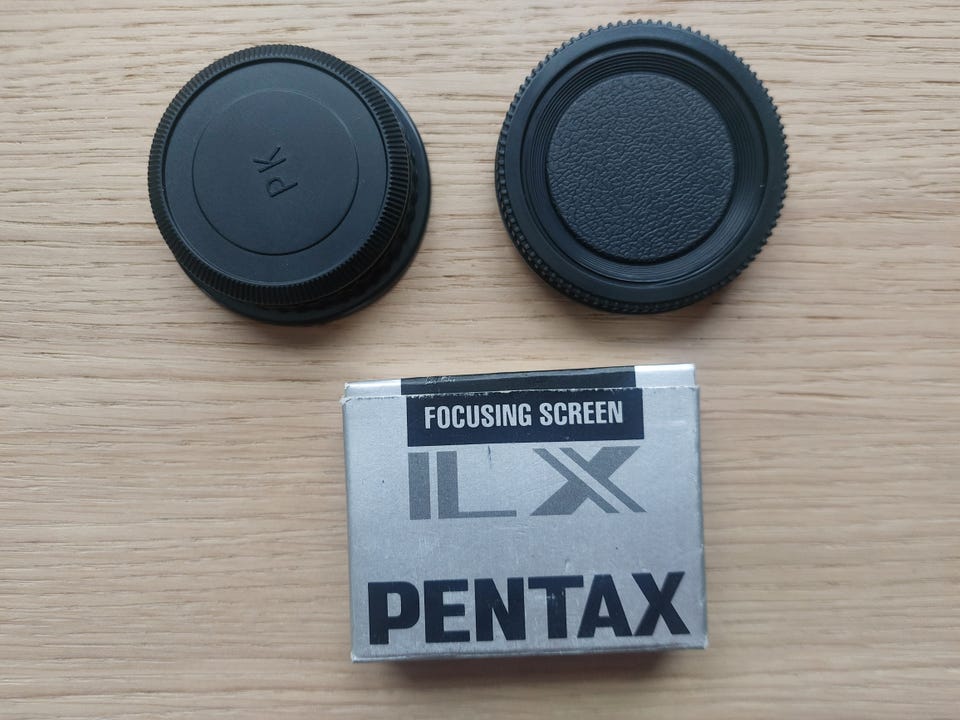 PK
FOCUSING SCREEN
LX
PENTAX